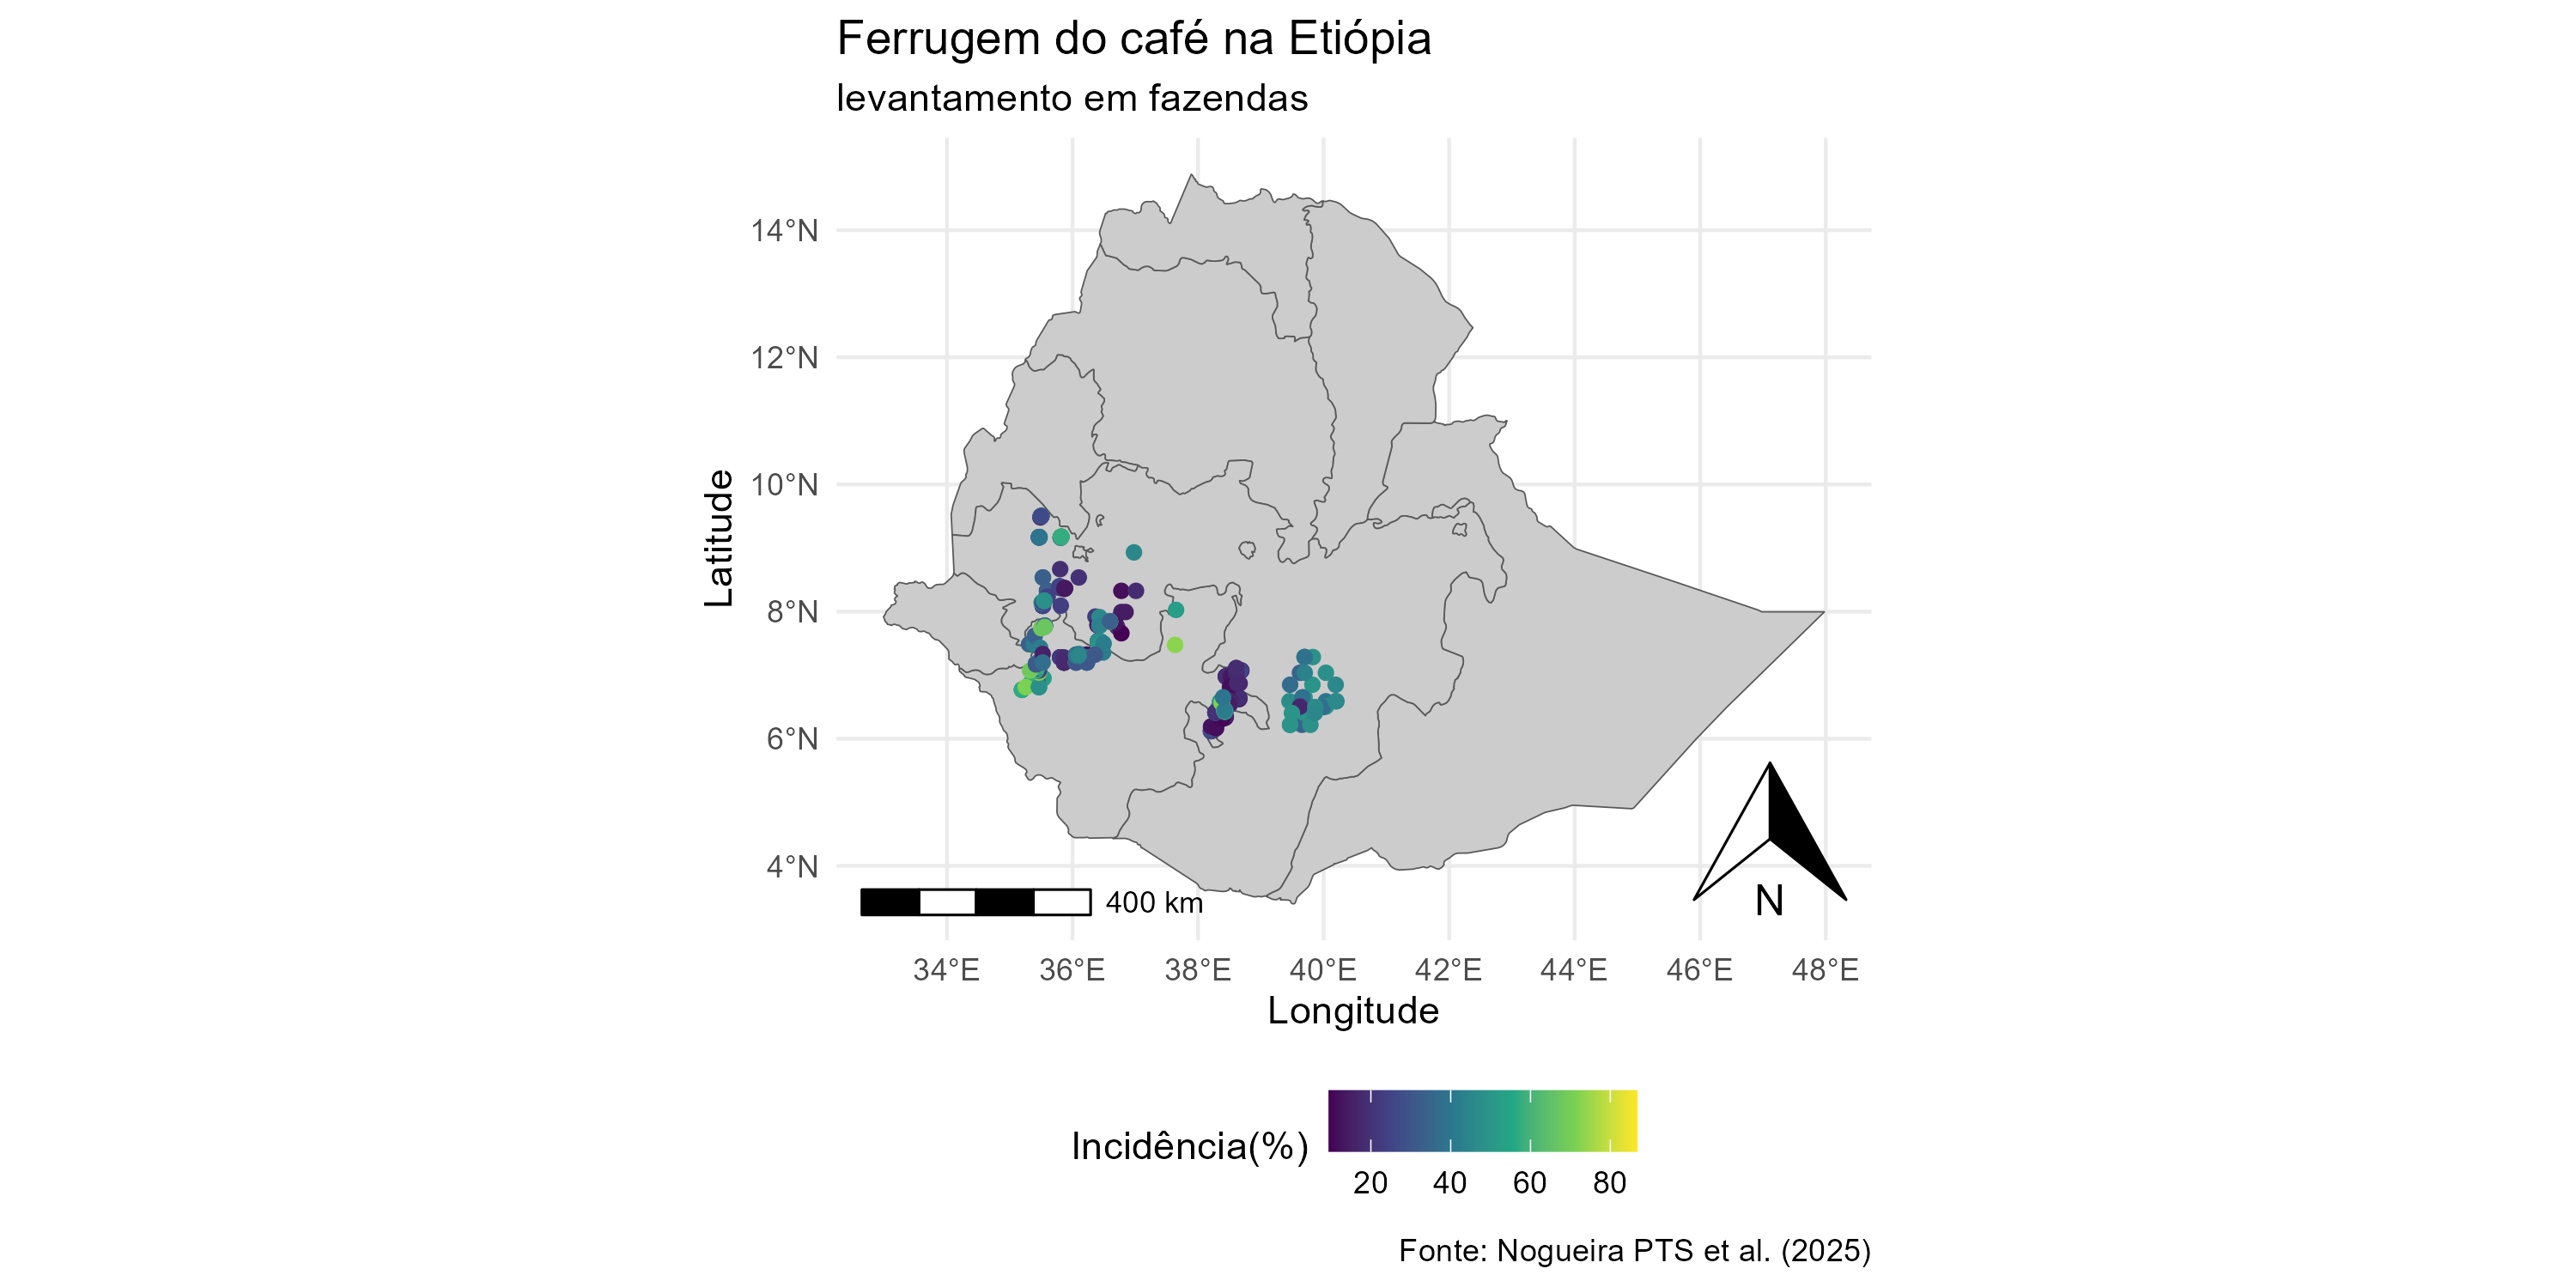 Ferrugem do café na Etiópia
levantamento em fazendas
14°N
12°N
10°N
8°N
6°N
4°N
Latitude
400 km
N
34°E 36°E 38°E 40°E 42°E 44°E 46°E 48°E
Longitude
Incidência(%)
20 40 60 80
Fonte: Nogueira PTS et al. (2025)